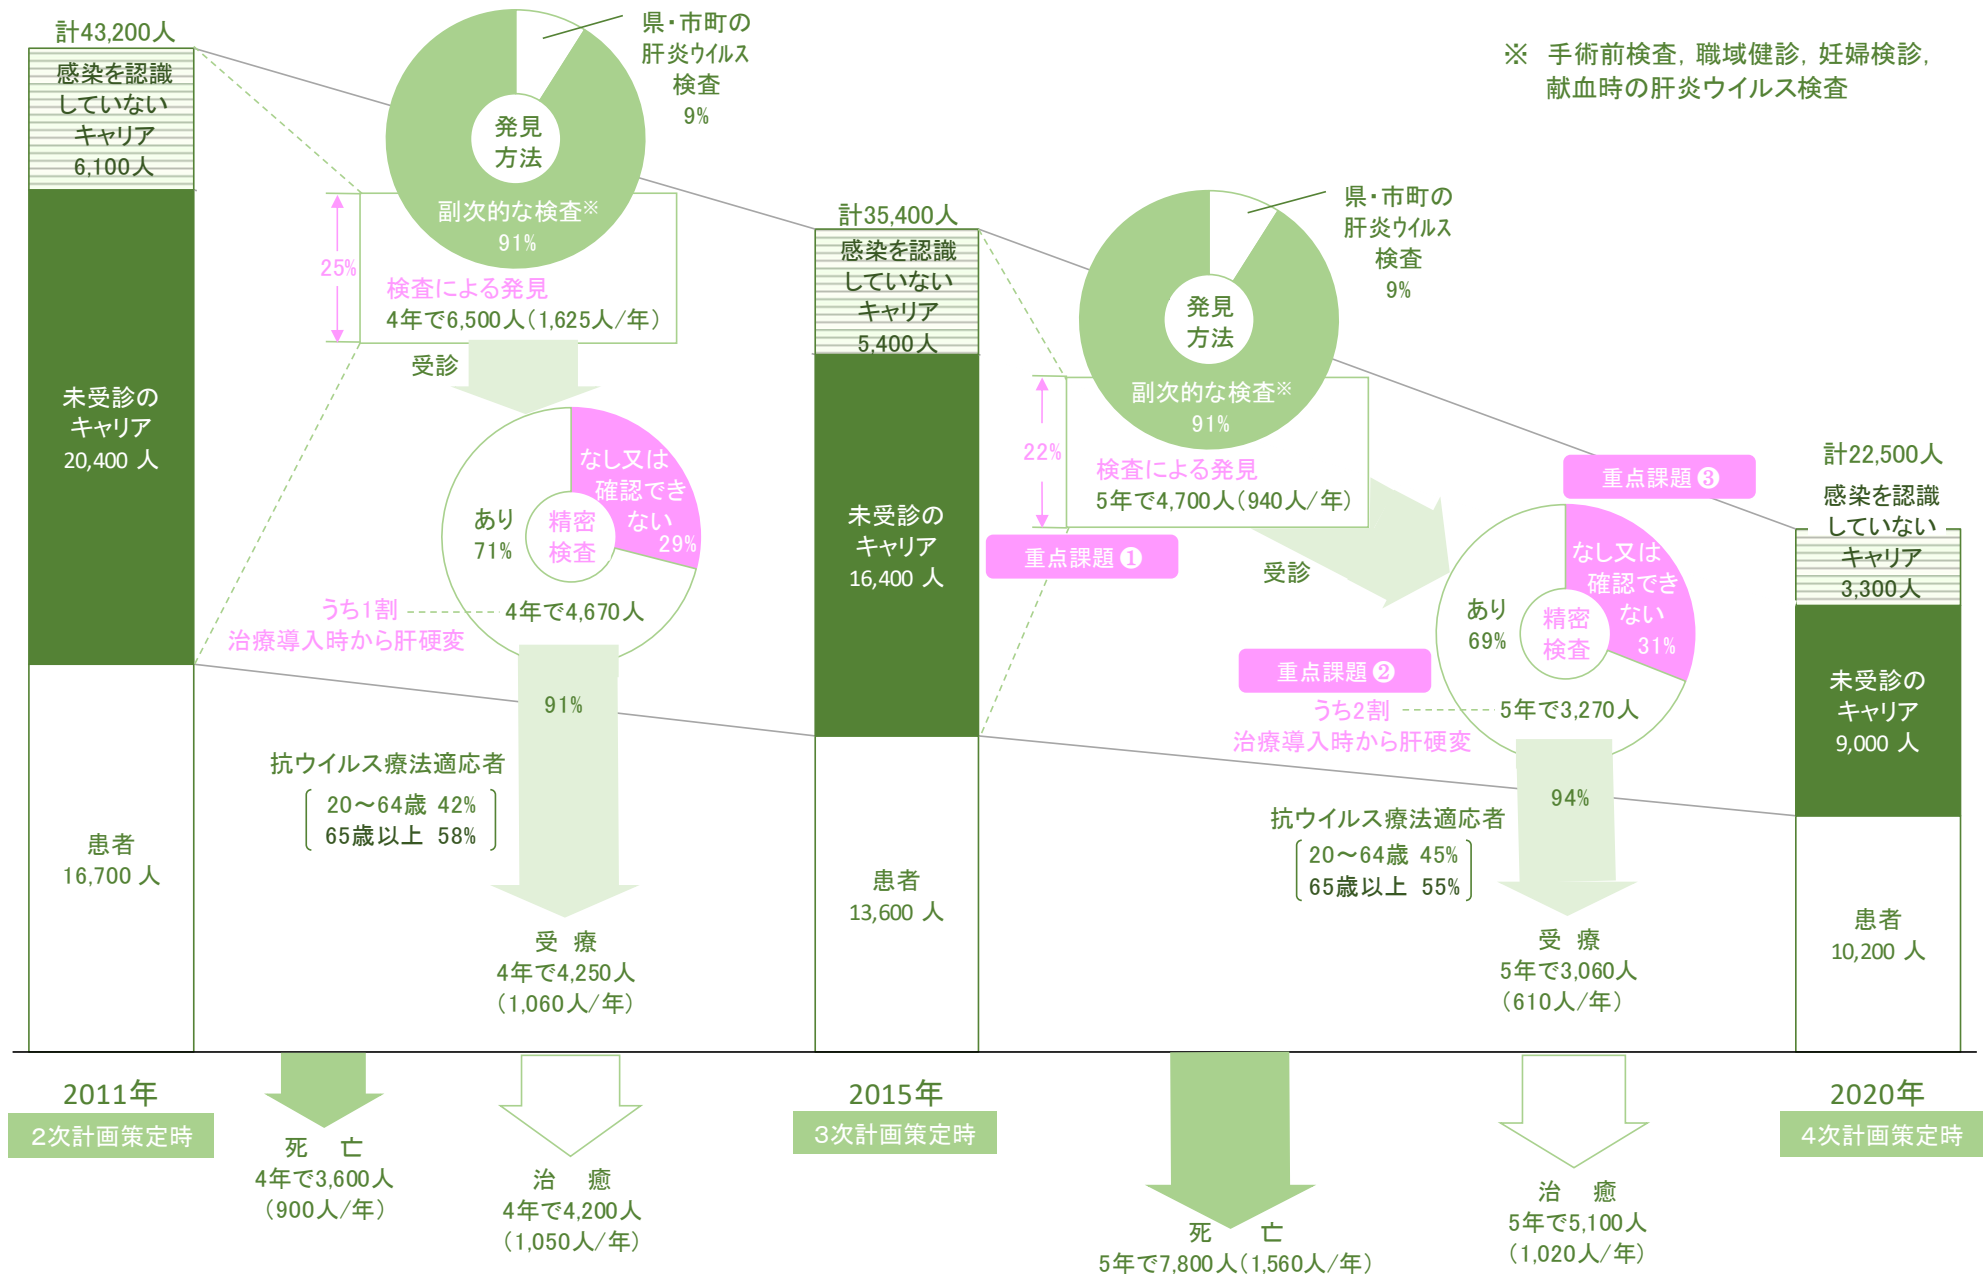 計43,200人
感染を認識
していない
キャリア
6,100人
未受診の
キャリア
20,400 人
患者
16,700 人
県・市町の
肝炎ウイルス
検査
9%
発見
方法
副次的な検査※
91%
25%
検査による発見
4年で6,500人（1,625人/年）
受診
なし又は
確認でき
ない
29%
あり
71%
精密
検査
うち1割
治療導入時から肝硬変
4年で4,670人
91%
抗ウイルス療法適応者
20～64歳 42%
65歳以上 58%
受 療
4年で4,250人
（1,060人/年）
計35,400人
感染を認識
していない
キャリア
5,400人
未受診の
キャリア
16,400 人
患者
13,600 人
※ 手術前検査，職域健診，妊婦検診，
献血時の肝炎ウイルス検査
県・市町の
肝炎ウイルス
検査
9%
発見
方法
副次的な検査※
91%
22%
検査による発見
5年で4,700人（940人/年）
重点課題❶
受診
重点課題❸
なし又は
確認でき
ない
31%
あり
69%
精密
検査
重点課題❷
うち2割
治療導入時から肝硬変
5年で3,270人
94%
抗ウイルス療法適応者
20～64歳 45%
65歳以上 55%
受 療
5年で3,060人
（610人/年）
計22,500人
感染を認識
していない
キャリア
3,300人
未受診の
キャリア
9,000 人
患者
10,200 人
2011年
２次計画策定時
死 亡
4年で3,600人
（900人/年）
治 癒
4年で4,200人
（1,050人/年）
2015年
３次計画策定時
死 亡
5年で7,800人（1,560人/年）
治 癒
5年で5,100人
（1,020人/年）
2020年
４次計画策定時